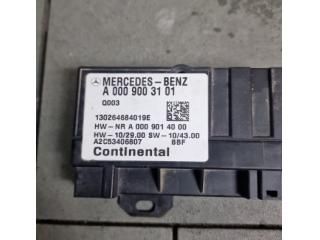 MERCEDES-BENZ
A 000 900 31 01
Q003
130264684019E
HW-NR A 000 901 40 00
HW- 10/29.00 SW- 10/43.00
A2C53406807 BBF
Continental